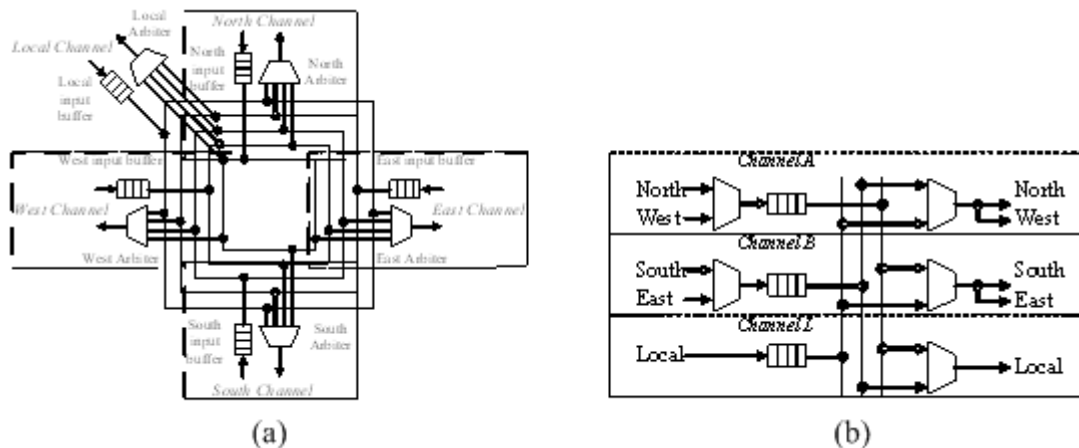 Local
Arbiter
North Channel
Local Channel
North
input
buffer
North
Arbiter
Local
input
buffer
West input buffer
East input buffer
West Channel
East Channel
West Arbiter
East Arbiter
South
input
buffer
South
Arbiter
South Channel
(a)
Channel A
North
West
North
West
Channel B
South
East
South
East
Channel L
Local
Local
(b)